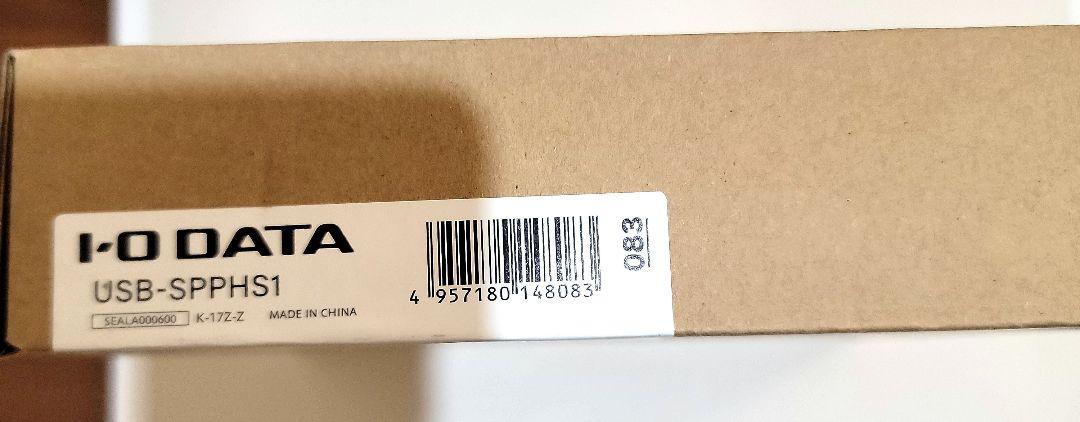 I-O DATA
USB-SPPHS1
SEALA000600 K-17Z-Z MADE IN CHINA
4 957180 148083
083